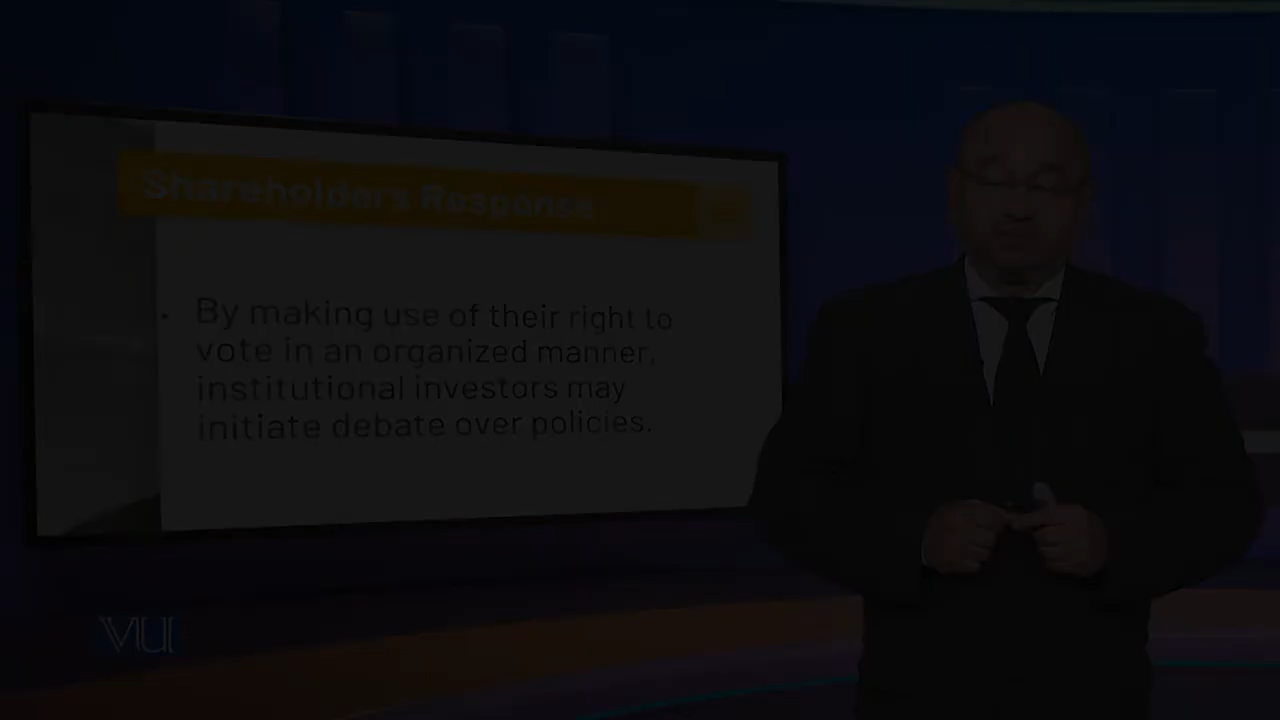 Shareholders Response
• By making use of their right to
vote in an organized manner,
institutional investors may
initiate debate over policies.
VU